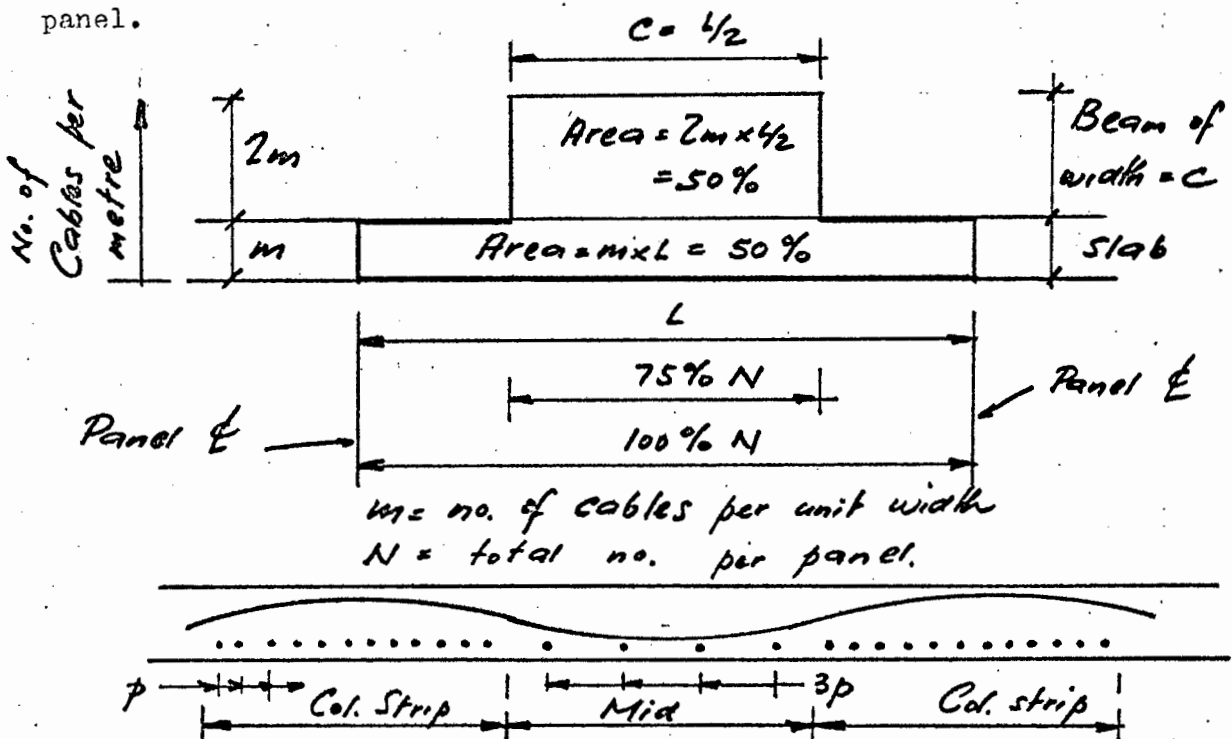 panel.
C = L/2
No. of
Cables per
metre
2m
m
Area = 2m × L/2
= 50%
Area = m × L = 50%
Beam of
width = C
slab
L
75% N
100% N
Panel ℄
Panel ℄
m = no. of cables per unit width
N = total no. per panel.
p
3p
Col. Strip
Mid
Col. strip